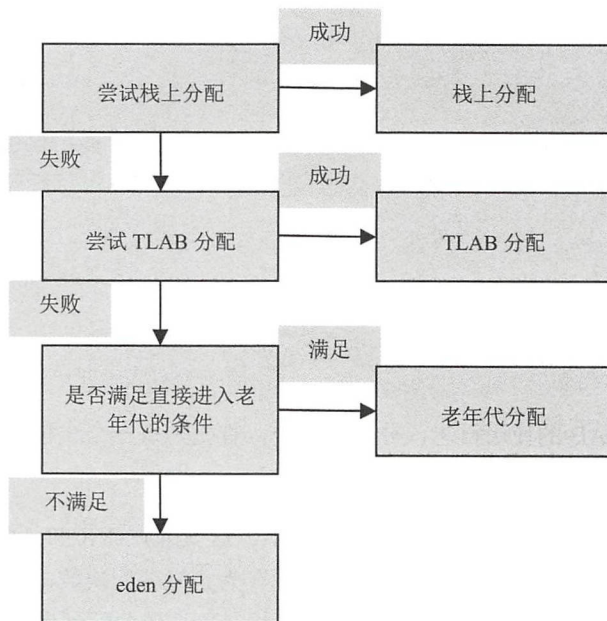 成功
尝试栈上分配
栈上分配
失败
成功
尝试 TLAB 分配
TLAB 分配
失败
满足
是否满足直接进入老
年代的条件
老年代分配
不满足
eden 分配